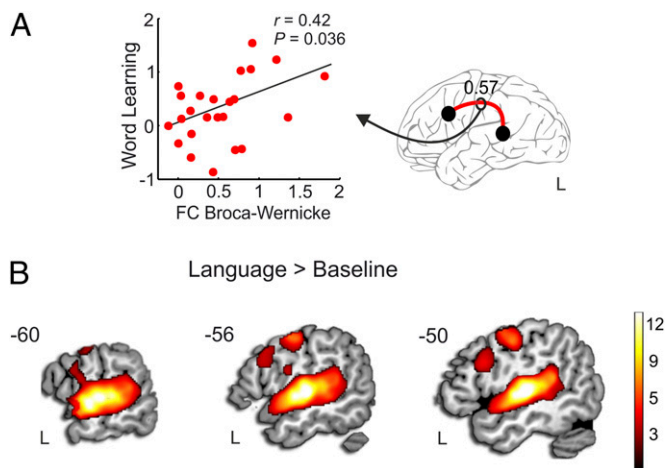 A
r = 0.42
P = 0.036
Word Learning
2
1
0
-1
0
0.5
1
1.5
2
FC Broca-Wernicke
0.57
L
B
Language > Baseline
-60
-56
-50
L
L
L
12
9
6
3